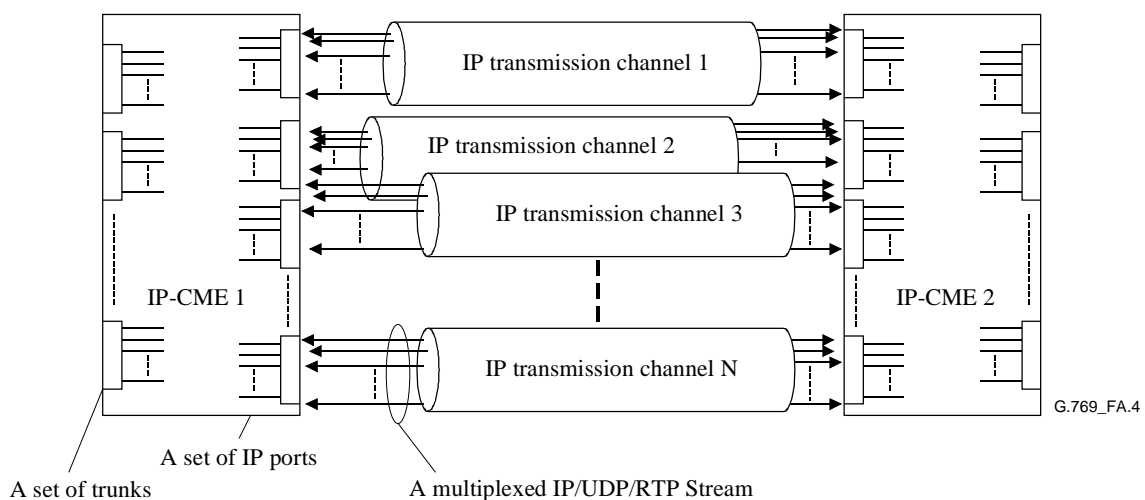 IP transmission channel 1
IP transmission channel 2
IP transmission channel 3
IP-CME 1
IP-CME 2
IP transmission channel N
G.769_FA.4
A set of IP ports
A set of trunks
A multiplexed IP/UDP/RTP Stream